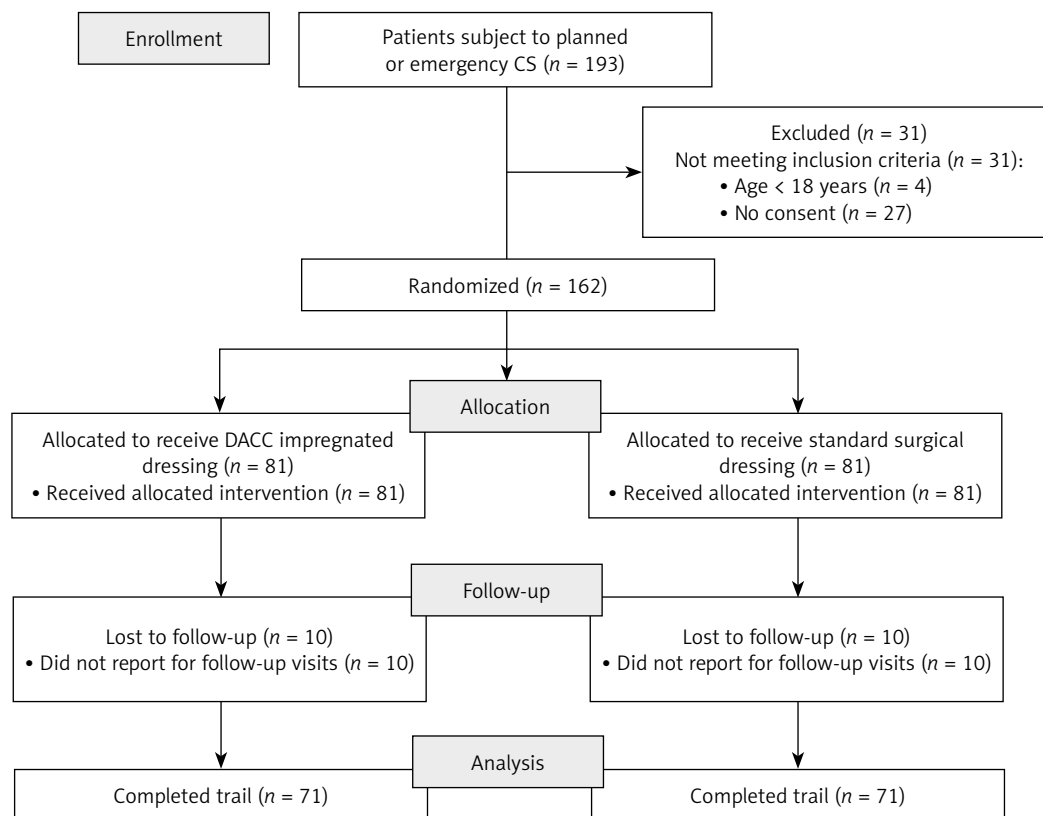 Enrollment
Patients subject to planned
or emergency CS (n = 193)
Excluded (n = 31)
Not meeting inclusion criteria (n = 31):
• Age < 18 years (n = 4)
• No consent (n = 27)
Randomized (n = 162)
Allocation
Allocated to receive DACC impregnated
dressing (n = 81)
• Received allocated intervention (n = 81)
Allocated to receive standard surgical
dressing (n = 81)
• Received allocated intervention (n = 81)
Follow-up
Lost to follow-up (n = 10)
• Did not report for follow-up visits (n = 10)
Lost to follow-up (n = 10)
• Did not report for follow-up visits (n = 10)
Analysis
Completed trail (n = 71)
Completed trail (n = 71)